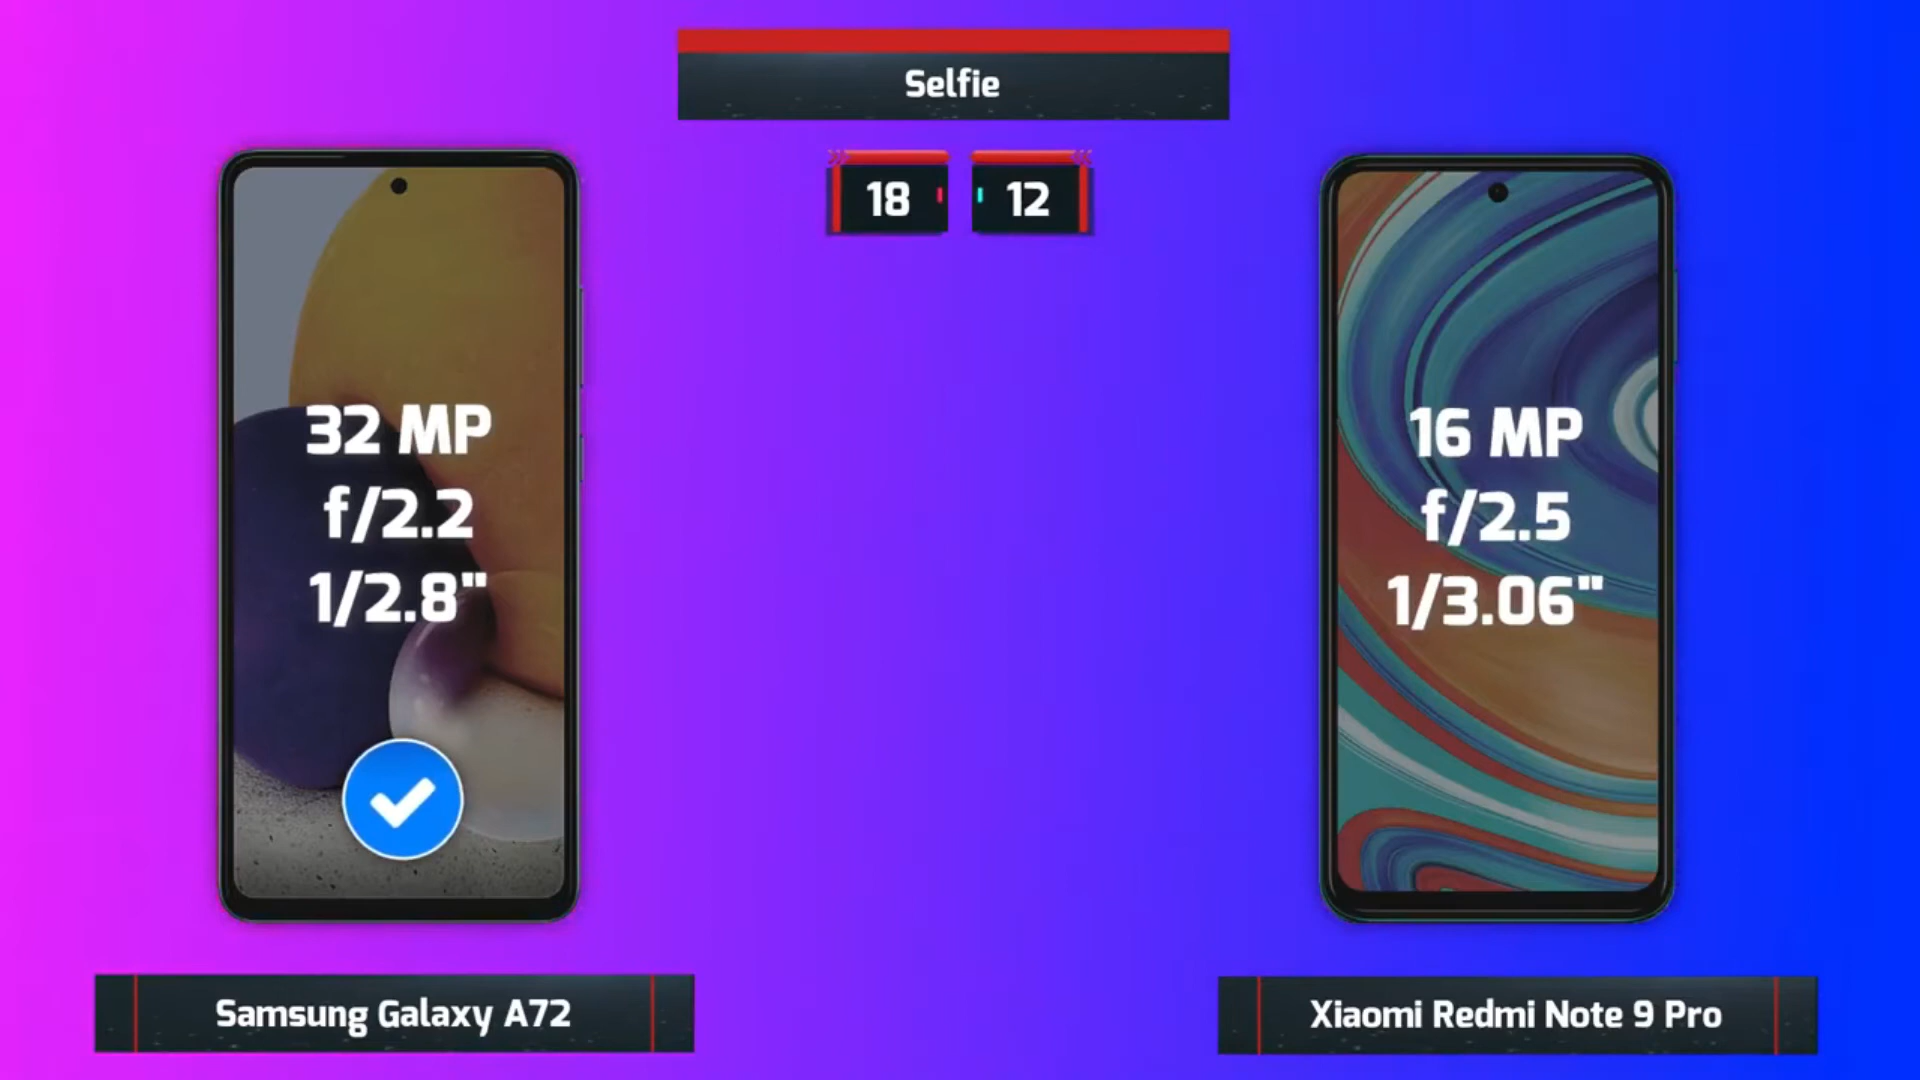 Selfie
18
12
32 MP
f/2.2
1/2.8"
16 MP
f/2.5
1/3.06"
Samsung Galaxy A72
Xiaomi Redmi Note 9 Pro